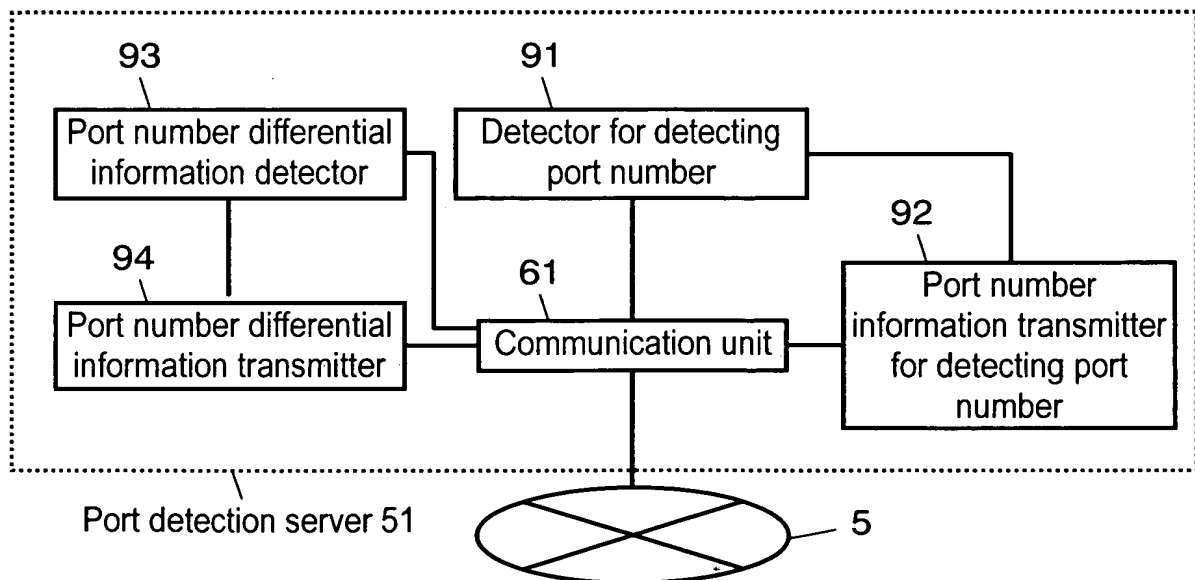 93
91
Port number differential
information detector
Detector for detecting
port number
92
94
61
Port number differential
information transmitter
Communication unit
Port number
information transmitter
for detecting port
number
Port detection server 51
5